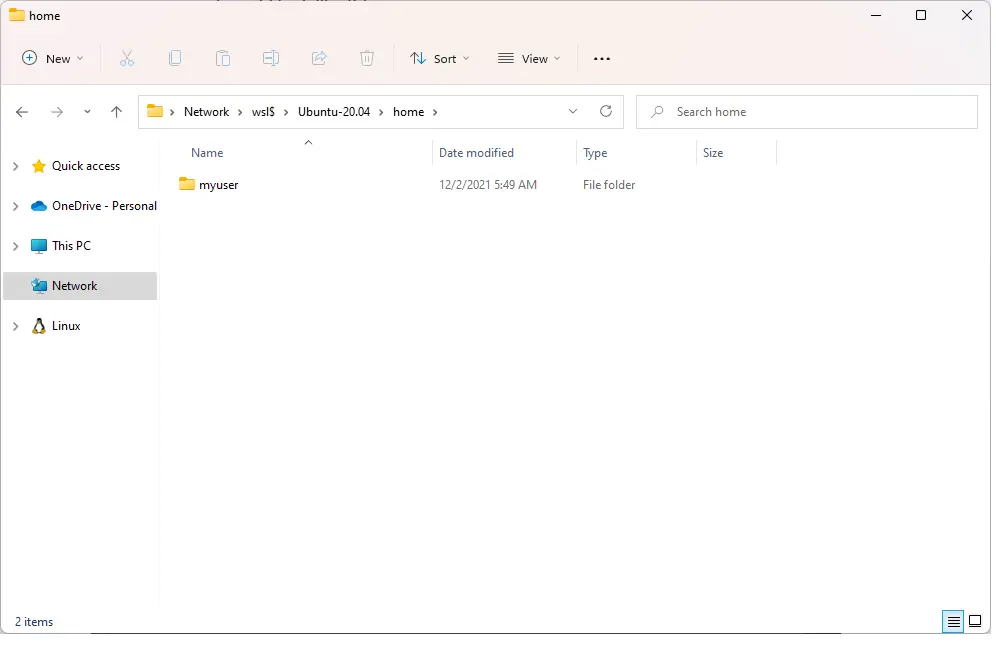 home
New
Sort
View
Network
wsl$
Ubuntu-20.04
home
Search home
Name
Date modified
Type
Size
myuser
12/2/2021 5:49 AM
File folder
Quick access
OneDrive - Personal
This PC
Network
Linux
2 items